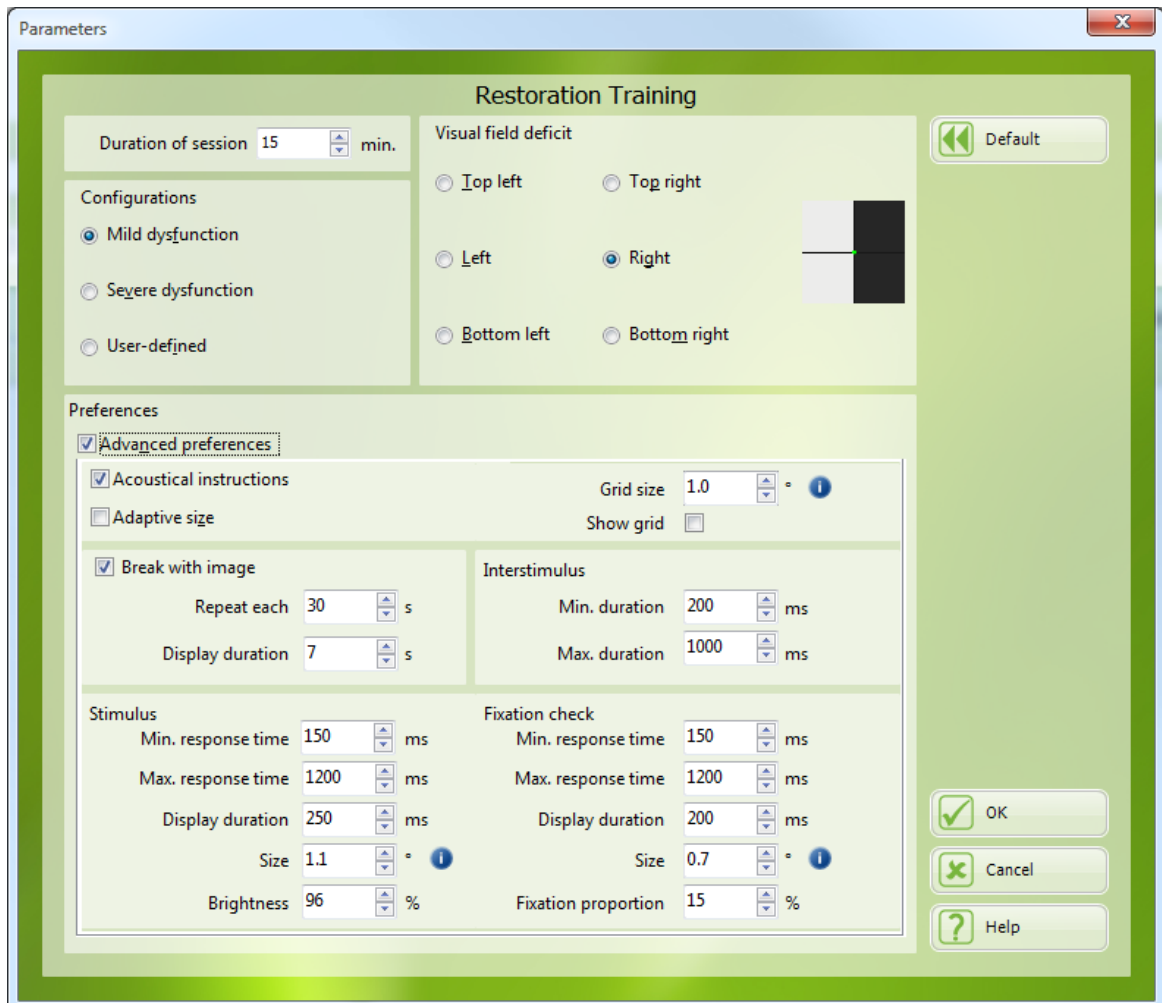 Parameters
Restoration Training
Duration of session 15 min.
Configurations
Mild dysfunction
Severe dysfunction
User-defined
Visual field deficit
Top left Top right
Left Right
Bottom left Bottom right
Default
Preferences
Advanced preferences
Acoustical instructions
Adaptive size
Grid size 1.0 °
Show grid
Break with image
Repeat each 30 s
Display duration 7 s
Interstimulus
Min. duration 200 ms
Max. duration 1000 ms
Stimulus
Min. response time 150 ms
Max. response time 1200 ms
Display duration 250 ms
Size 1.1 °
Brightness 96 %
Fixation check
Min. response time 150 ms
Max. response time 1200 ms
Display duration 200 ms
Size 0.7 °
Fixation proportion 15 %
OK
Cancel
Help